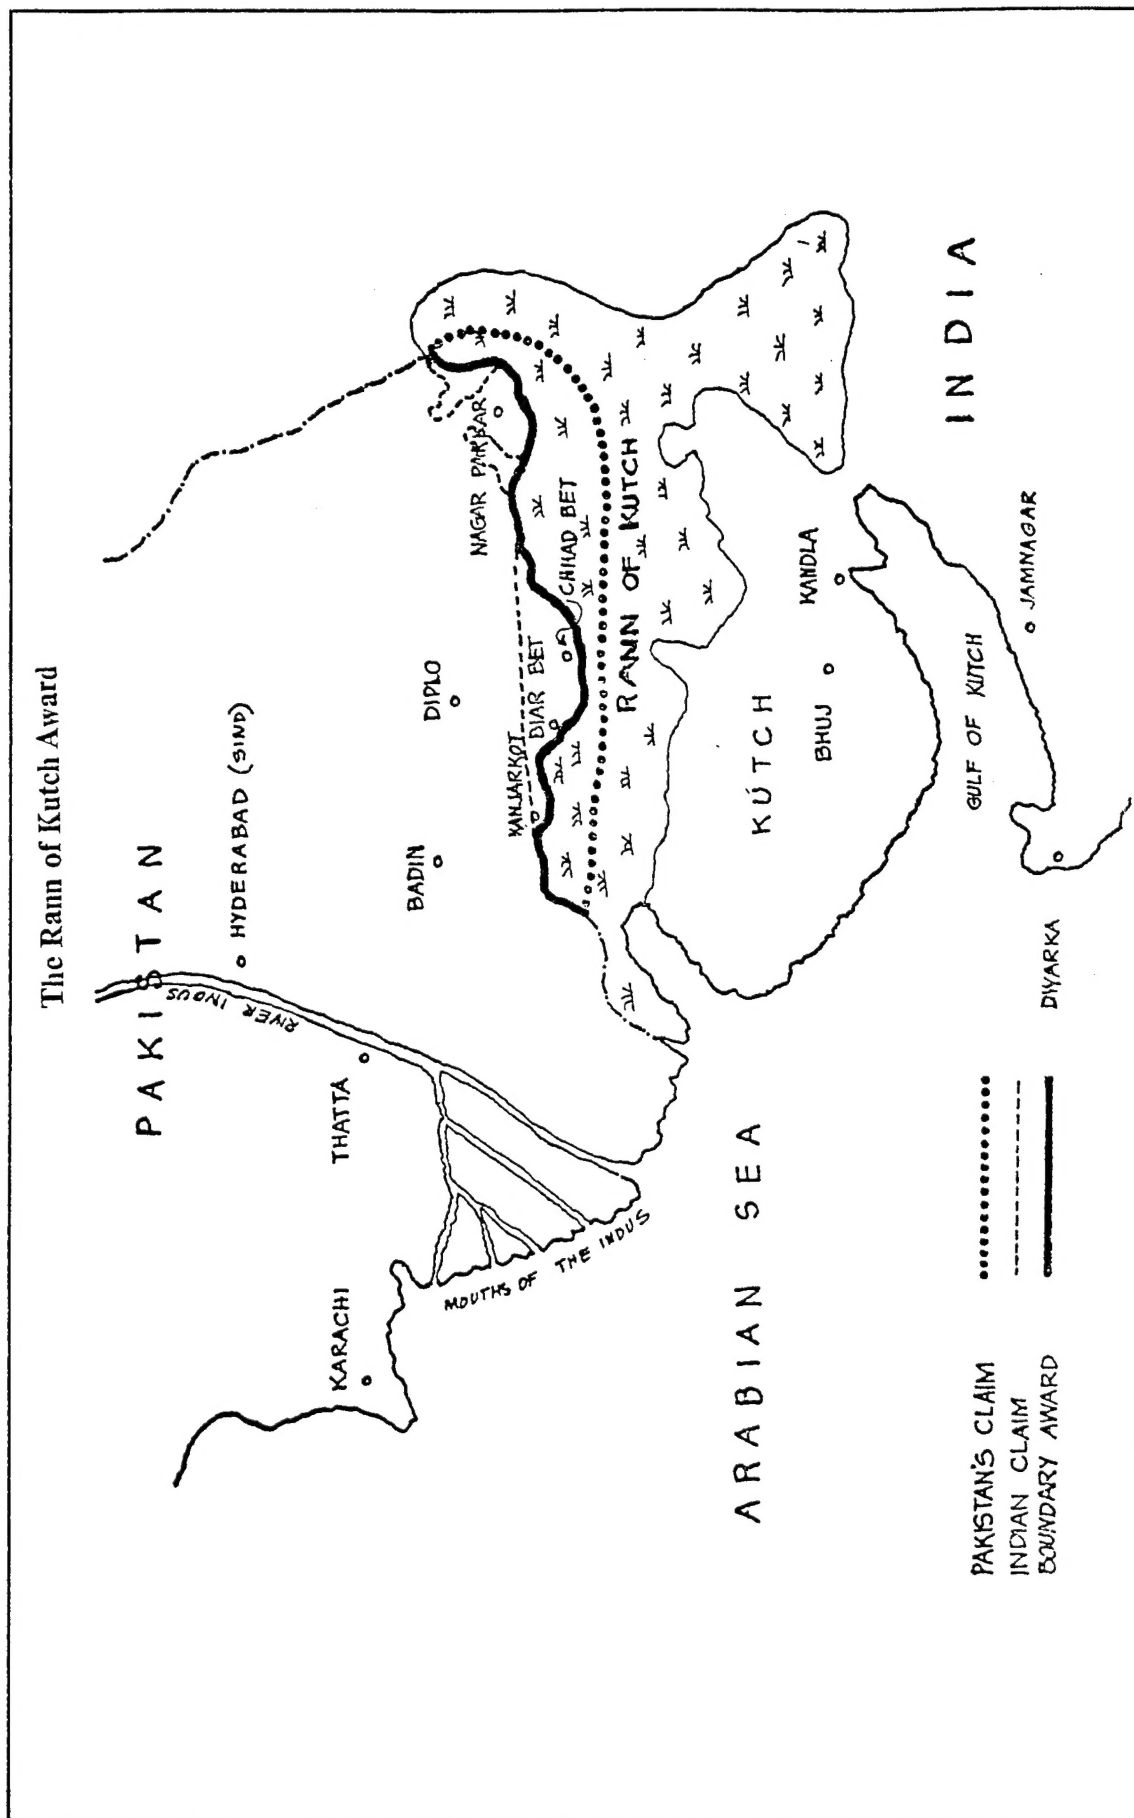 The Rann of Kutch Award
PAKISTAN
HYDERABAD (SIND)
RIVER INDUS
THATTA
KARACHI
BADIN
DIPLO
NAGAR PARKAR
KANJARKOT
DIAR BET
CHHAD BET
RANN OF KUTCH
MOUTHS OF THE INDUS
KUTCH
BHUJ
KANDLA
ARABIAN SEA
INDIA
GULF OF KUTCH
JAMNAGAR
DIYARKA
PAKISTAN'S CLAIM
INDIAN CLAIM
BOUNDARY AWARD